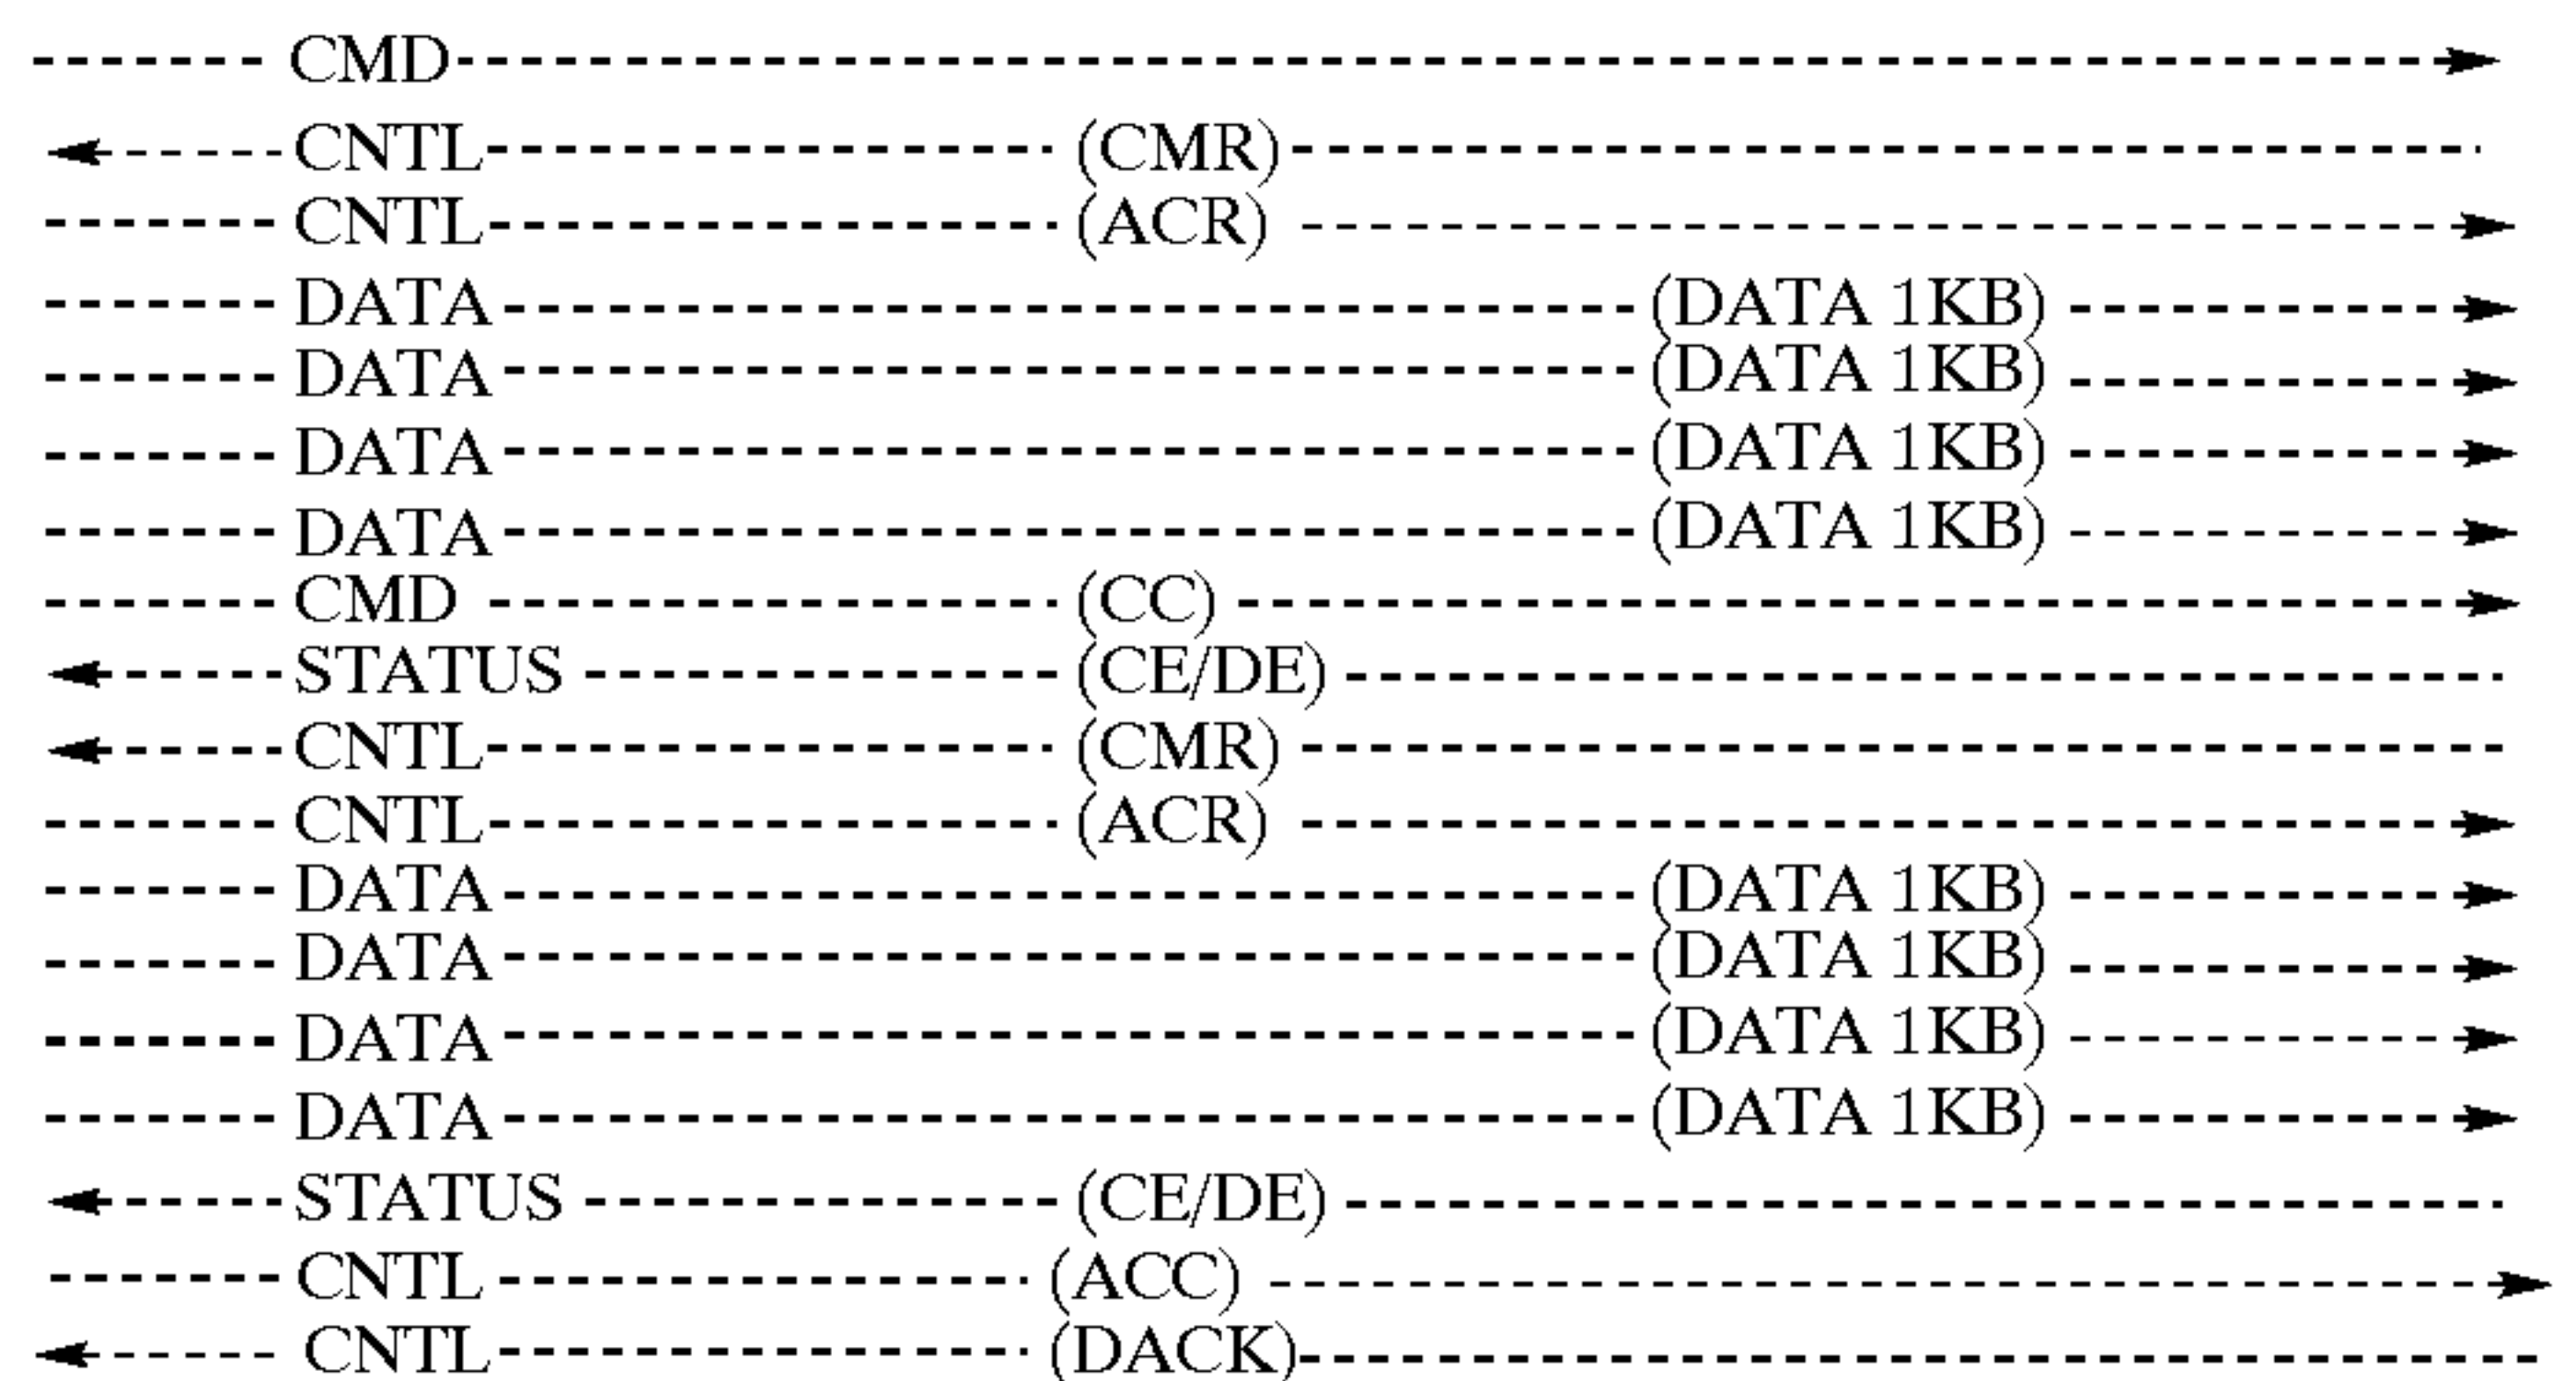 CMD
CNTL (CMR)
CNTL (ACR)
DATA (DATA 1KB)
DATA (DATA 1KB)
DATA (DATA 1KB)
DATA (DATA 1KB)
CMD (CC)
STATUS (CE/DE)
CNTL (CMR)
CNTL (ACR)
DATA (DATA 1KB)
DATA (DATA 1KB)
DATA (DATA 1KB)
DATA (DATA 1KB)
STATUS (CE/DE)
CNTL (ACC)
CNTL (DACK)